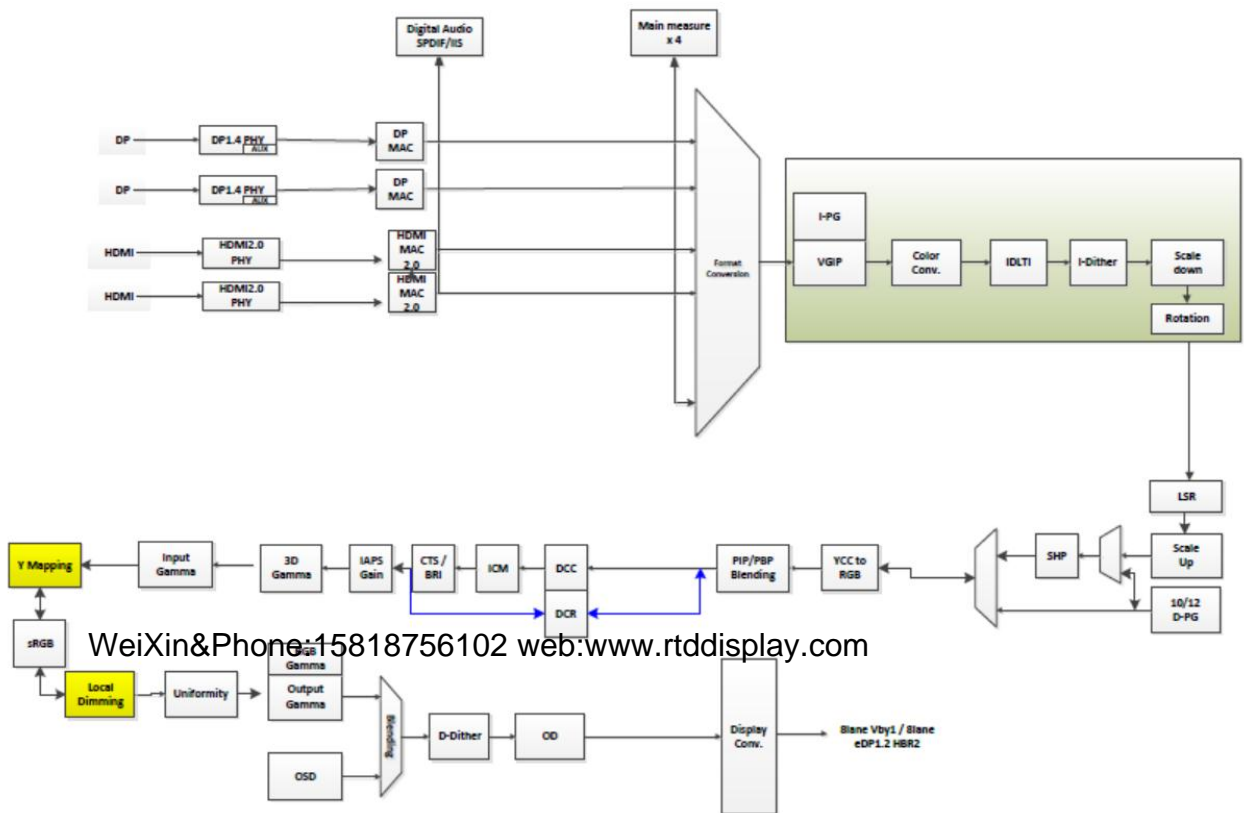 Digital Audio
SPDIF/IIS
Main measure
x 4
DP
DP1.4 PHY
AUX
DP
MAC
DP
DP1.4 PHY
AUX
DP
MAC
HDMI
HDMI2.0
PHY
HDMI
MAC
2.0
HDMI
HDMI2.0
PHY
HDMI
MAC
2.0
Format
Conversion
I-PG
VGIP
Color
Conv.
IDLTI
I-Dither
Scale
down
Rotation
LSR
Scale
Up
10/12
D-PG
SHP
YCC to
RGB
PIP/PBP
Blending
DCC
DCR
ICM
CTS /
BRI
IAPS
Gain
3D
Gamma
Input
Gamma
Y Mapping
sRGB
WeiXin&Phone:15818756102 web:www.rtddisplay.com
Local
Dimming
Uniformity
Gamma
Output
Gamma
OSD
Blending
D-Dither
OD
Display
Conv.
8lane Vby1 / 8lane
eDP1.2 HBR2